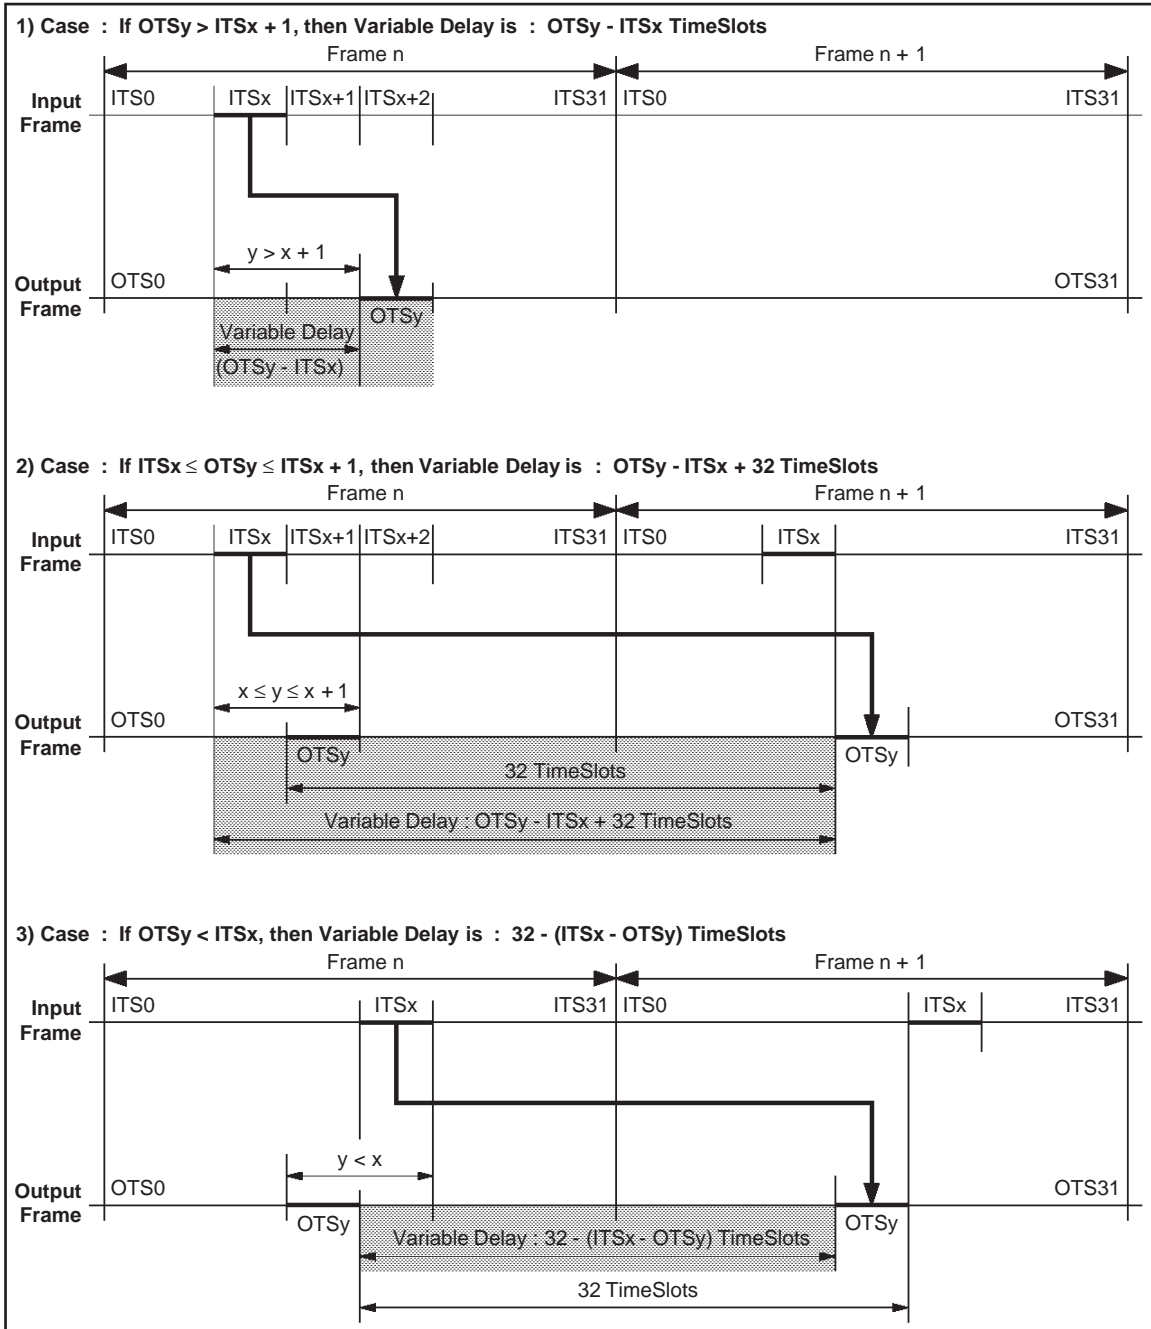 1) Case : If OTSy > ITSx + 1, then Variable Delay is : OTSy - ITSx TimeSlots
Frame n
Frame n + 1
Input Frame
ITS0
ITSx
ITSx+1
ITSx+2
ITS31
ITS0
ITS31
y > x + 1
Output Frame
OTS0
OTS31
OTSy
Variable Delay
(OTSy - ITSx)
2) Case : If ITSx ≤ OTSy ≤ ITSx + 1, then Variable Delay is : OTSy - ITSx + 32 TimeSlots
Frame n
Frame n + 1
Input Frame
ITS0
ITSx
ITSx+1
ITSx+2
ITS31
ITS0
ITSx
ITS31
x ≤ y ≤ x + 1
Output Frame
OTS0
OTS31
OTSy
OTSy
32 TimeSlots
Variable Delay : OTSy - ITSx + 32 TimeSlots
3) Case : If OTSy < ITSx, then Variable Delay is : 32 - (ITSx - OTSy) TimeSlots
Frame n
Frame n + 1
Input Frame
ITS0
ITSx
ITS31
ITS0
ITSx
ITS31
y < x
Output Frame
OTS0
OTS31
OTSy
OTSy
Variable Delay : 32 - (ITSx - OTSy) TimeSlots
32 TimeSlots